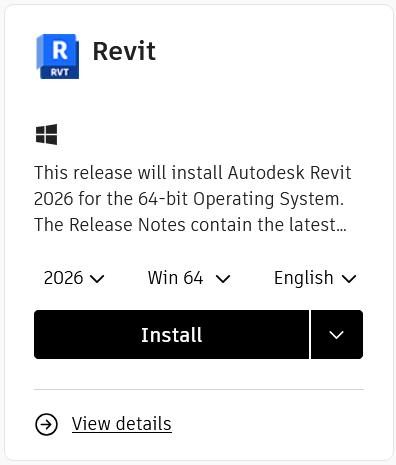 R
RVT
Revit
This release will install Autodesk Revit
2026 for the 64-bit Operating System.
The Release Notes contain the latest...
2026 Win 64 English
Install
View details